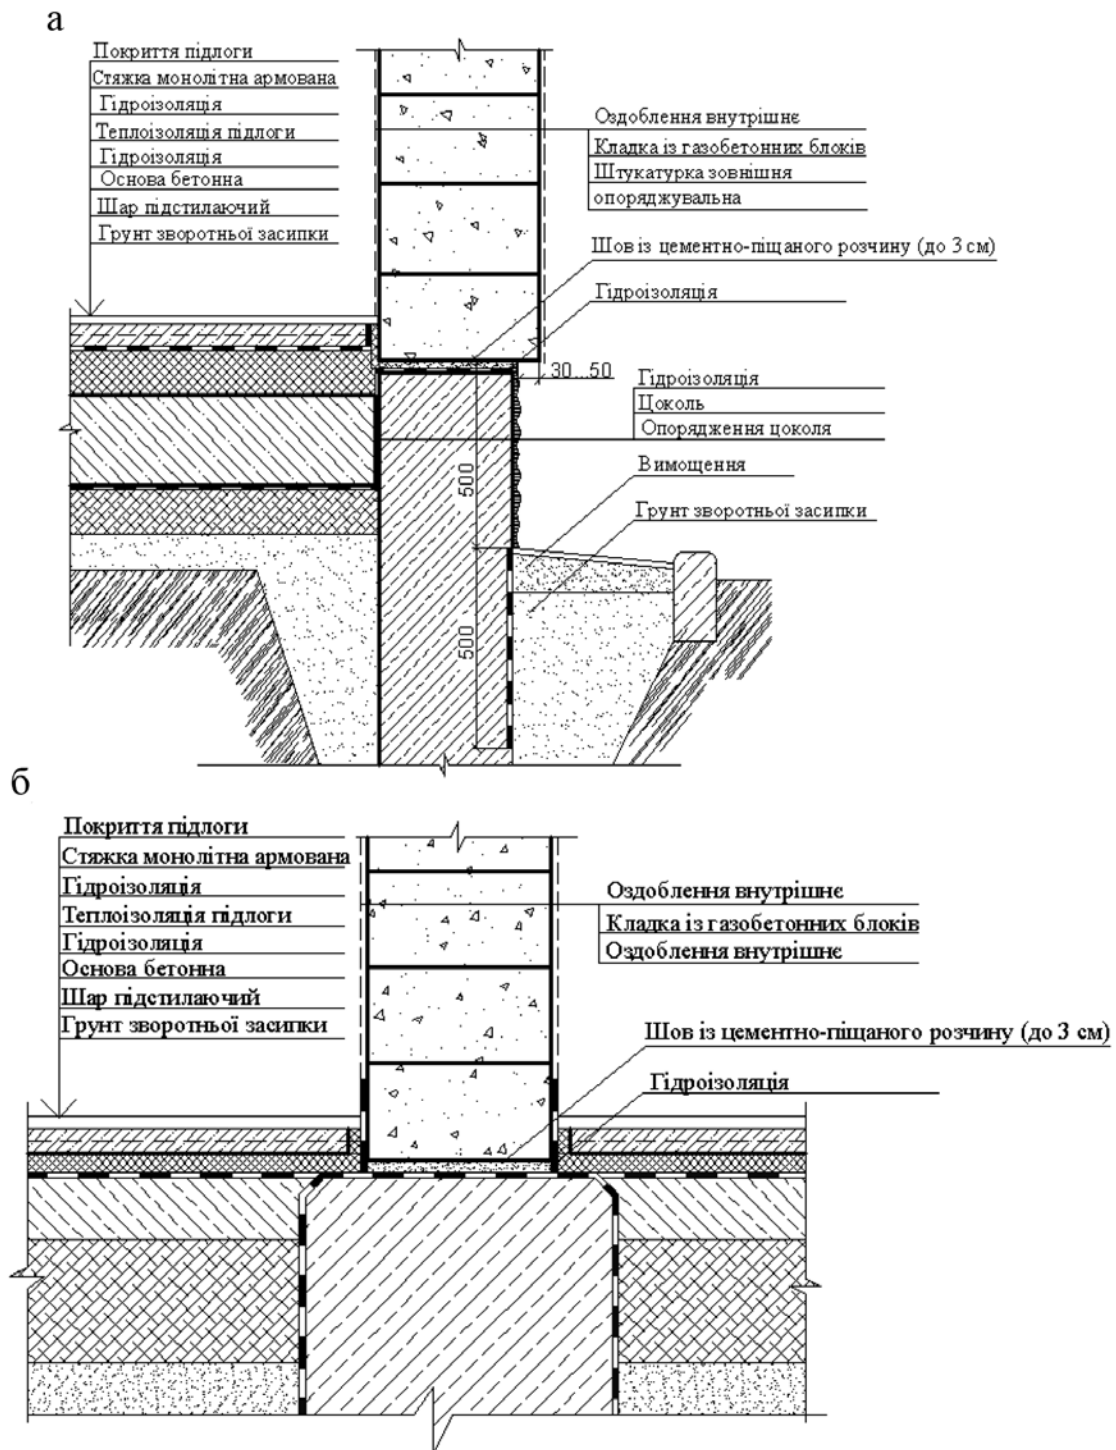 а
Покриття підлоги
Стяжка монолітна армована
Гідроізоляція
Теплоізоляція підлоги
Гідроізоляція
Основа бетонна
Шар підстилаючий
Грунт зворотньої засипки
Оздоблення внутрішнє
Кладка із газобетонних блоків
Штукатурка зовнішня
опоряджувальна
Шов із цементно-піщаного розчину (до 3 см)
Гідроізоляція
30...50
Гідроізоляція
Цоколь
Опорядження цоколя
Вимощення
Грунт зворотньої засипки
500
500
б
Покриття підлоги
Стяжка монолітна армована
Гідроізоляція
Теплоізоляція підлоги
Гідроізоляція
Основа бетонна
Шар підстилаючий
Грунт зворотньої засипки
Оздоблення внутрішнє
Кладка із газобетонних блоків
Оздоблення внутрішнє
Шов із цементно-піщаного розчину (до 3 см)
Гідроізоляція